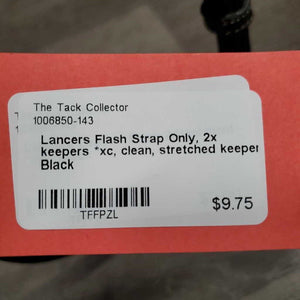 The Tack Collector
1006850-143
Lancers Flash Strap Only, 2x
keepers *xc, clean, stretched keeper
Black
TFFPZL
$9.75